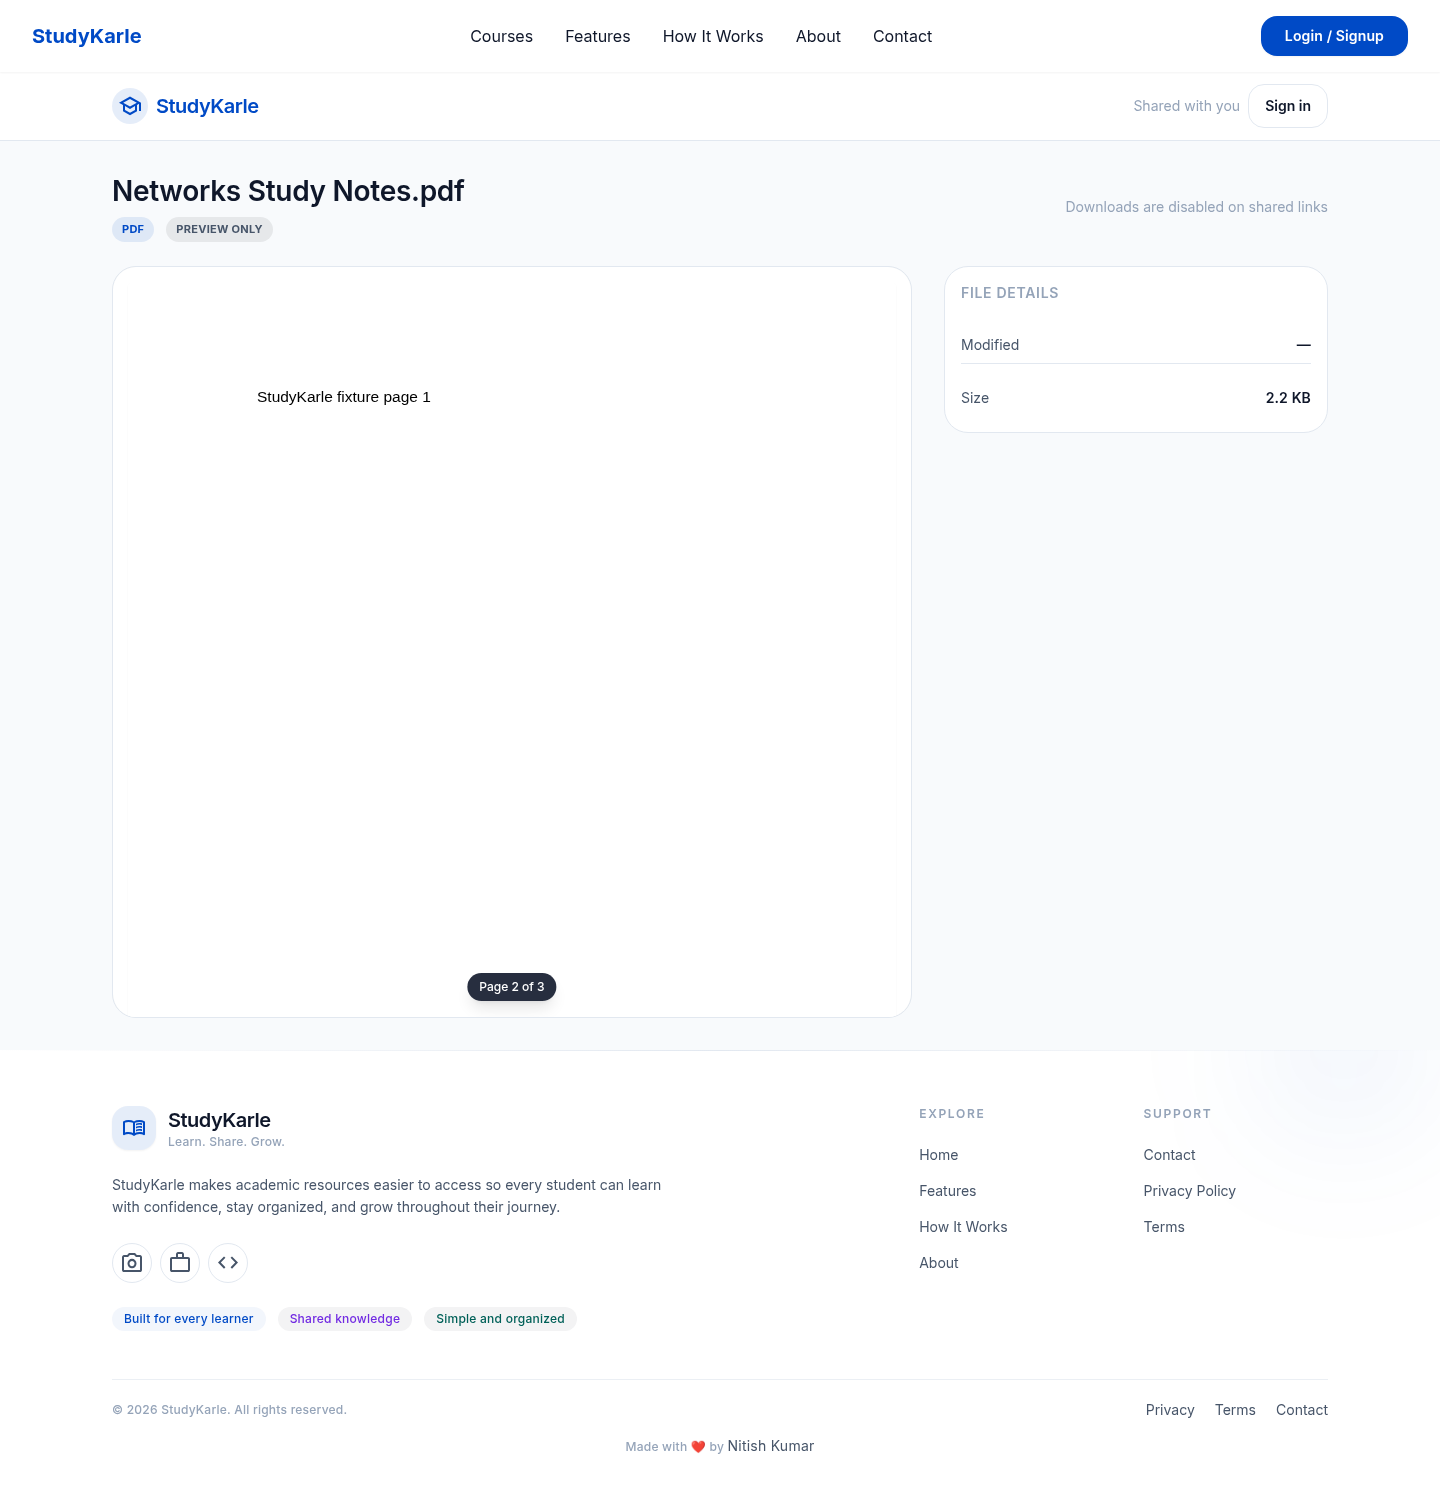 StudyKarle
Courses Features How It Works About Contact
Login / Signup
StudyKarle
Shared with you Sign in
Networks Study Notes.pdf
PDF PREVIEW ONLY
Downloads are disabled on shared links
StudyKarle fixture page 1
Page 2 of 3
FILE DETAILS
Modified —
Size 2.2 KB
StudyKarle
Learn. Share. Grow.
StudyKarle makes academic resources easier to access so every student can learn
with confidence, stay organized, and grow throughout their journey.
Built for every learner Shared knowledge Simple and organized
EXPLORE
Home
Features
How It Works
About
SUPPORT
Contact
Privacy Policy
Terms
© 2026 StudyKarle. All rights reserved.
Privacy Terms Contact
Made with ❤️ by Nitish Kumar